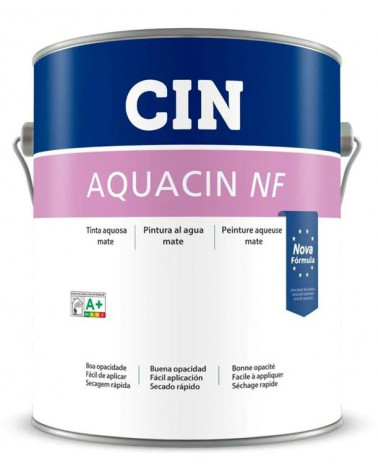 CIN
AQUACIN NF
Tinta aquosa
mate
Pintura al agua
mate
Peinture aqueuse
mate
Nova
Fórmula
A+
Boa opacidade
Fácil de aplicar
Secagem rápida
Buena opacidad
Fácil aplicación
Secado rápido
Bonne opacité
Facile à appliquer
Séchage rapide